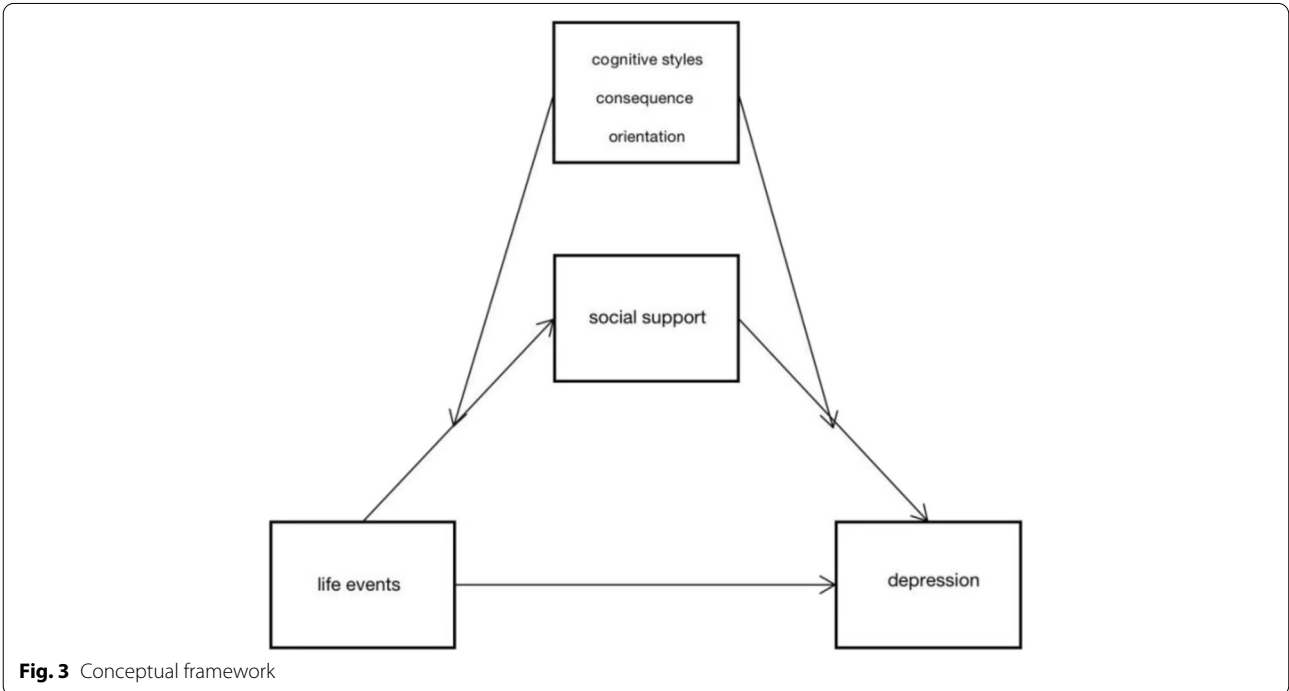 cognitive styles
consequence
orientation
social support
life events
depression
Fig. 3 Conceptual framework